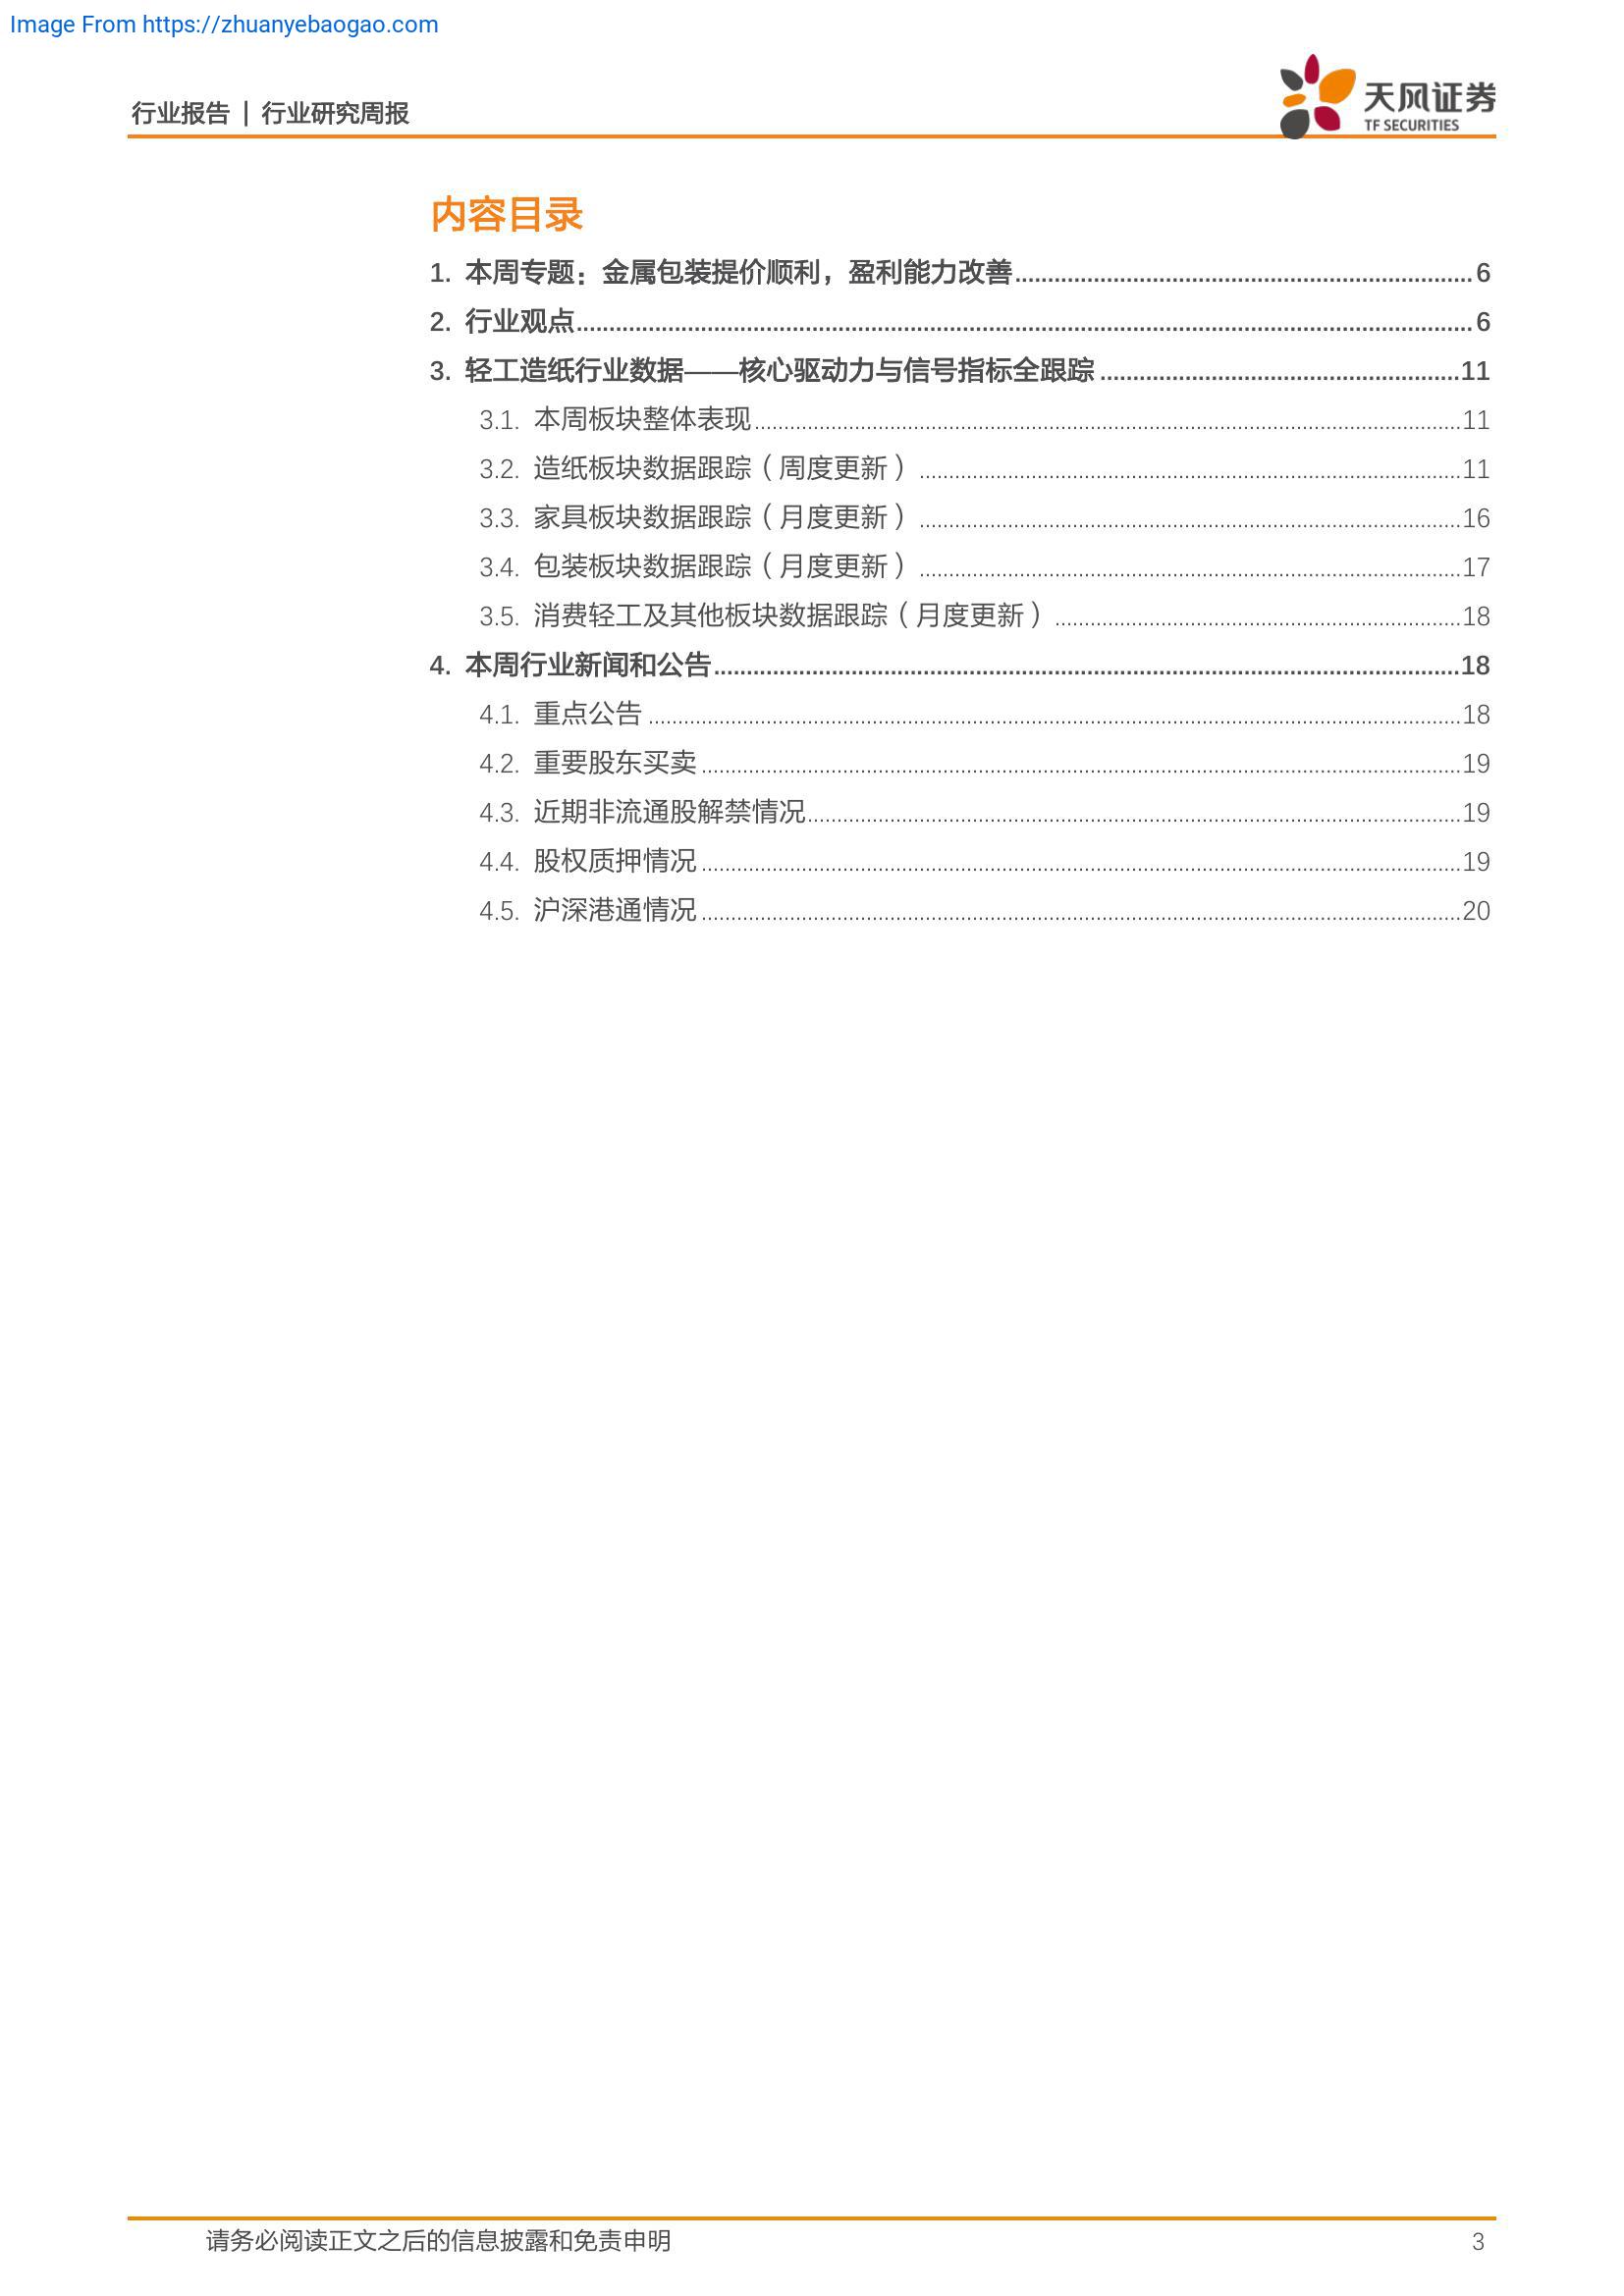 Image From https://zhuanyebaogao.com
行业报告 | 行业研究周报
天风证券
TF SECURITIES
内容目录
1. 本周专题：金属包装提价顺利，盈利能力改善 6
2. 行业观点 6
3. 轻工造纸行业数据——核心驱动力与信号指标全跟踪 11
3.1. 本周板块整体表现 11
3.2. 造纸板块数据跟踪（周度更新） 11
3.3. 家具板块数据跟踪（月度更新） 16
3.4. 包装板块数据跟踪（月度更新） 17
3.5. 消费轻工及其他板块数据跟踪（月度更新） 18
4. 本周行业新闻和公告 18
4.1. 重点公告 18
4.2. 重要股东买卖 19
4.3. 近期非流通股解禁情况 19
4.4. 股权质押情况 19
4.5. 沪深港通情况 20
请务必阅读正文之后的信息披露和免责申明 3